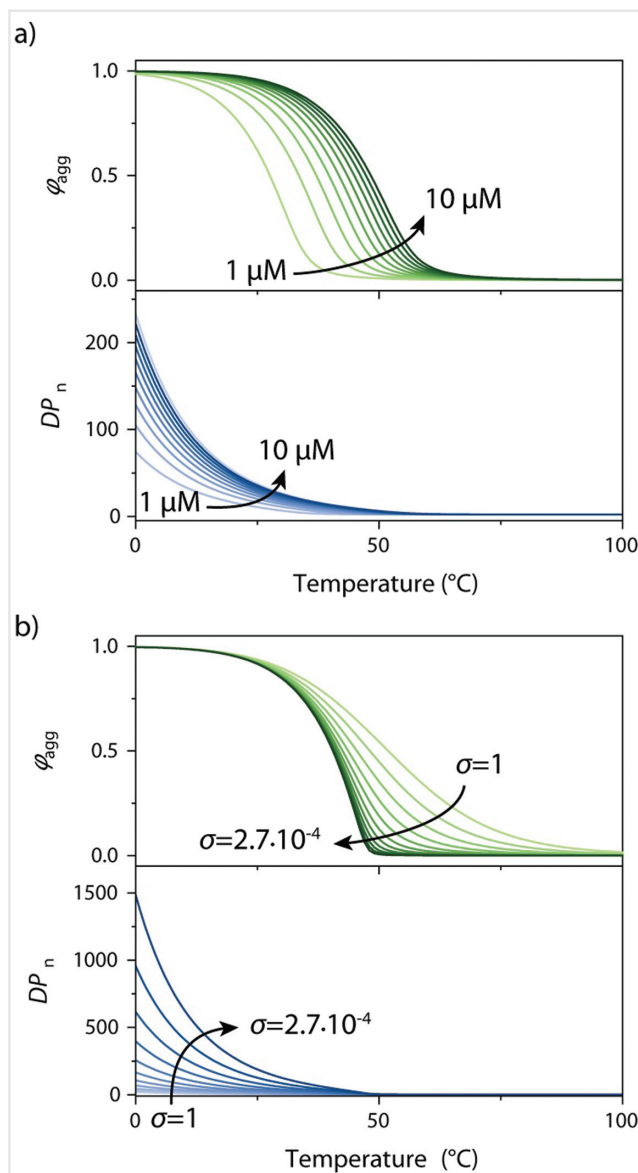 a)
1.0
0.5
0.0
φagg
10 µM
1 µM
200
100
0
DP n
10 µM
1 µM
0 50 100
Temperature (°C)
b)
1.0
0.5
0.0
φagg
σ=1
σ=2.7·10-4
1500
1000
500
0
DP n
σ=2.7·10-4
σ=1
0 50 100
Temperature (°C)